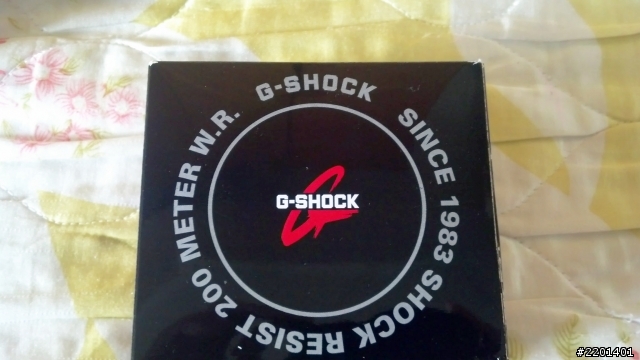 G-SHOCK SINCE 1983 SHOCK RESIST 200 METER W.R.
G-SHOCK
#2201401